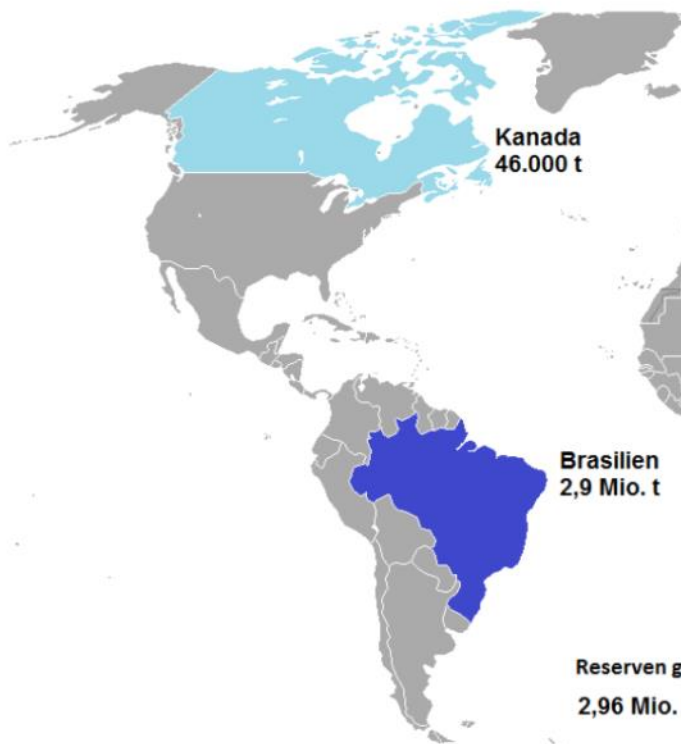 Kanada
46.000 t
Brasilien
2,9 Mio. t
Reserven g
2,96 Mio.